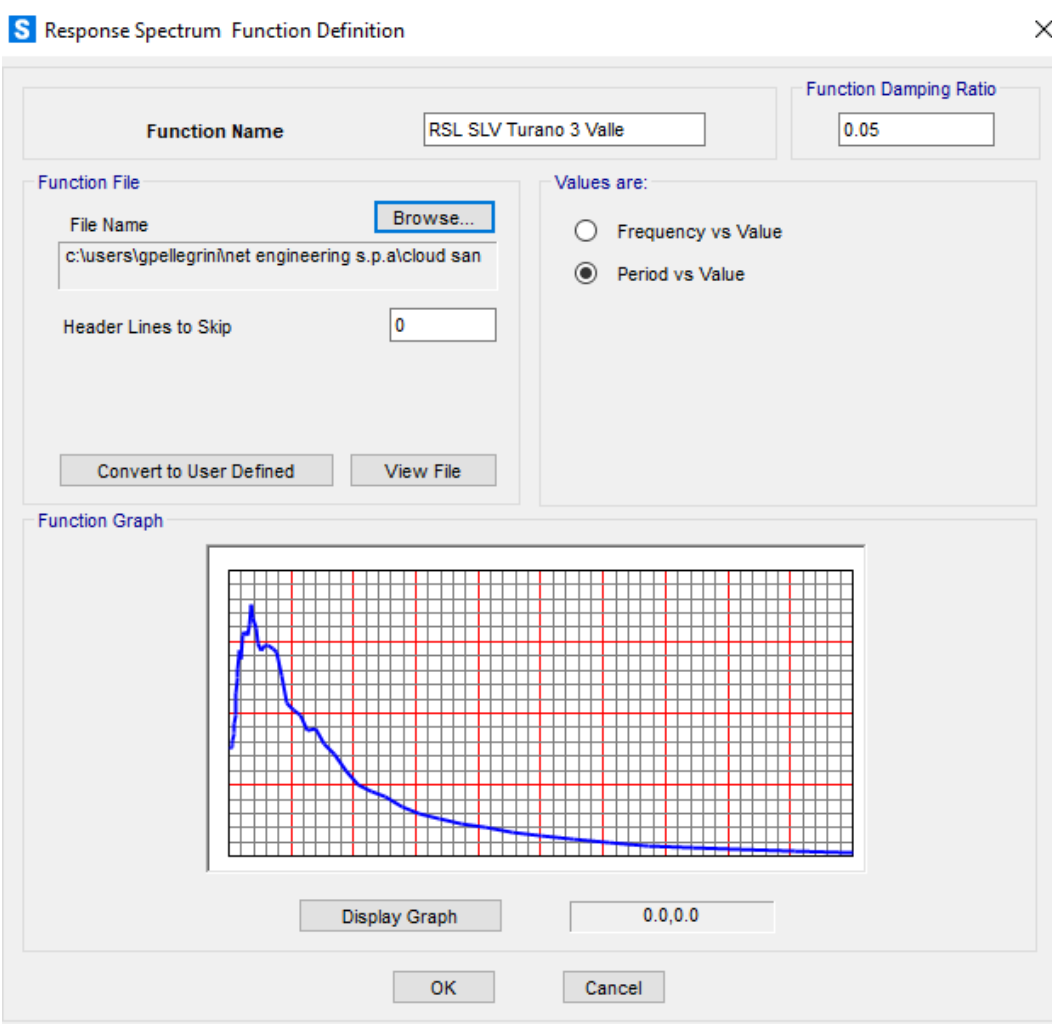 S Response Spectrum Function Definition
Function Name
RSL SLV Turano 3 Valle
Function Damping Ratio
0.05
Function File
File Name
Browse...
c:\users\gpellegrini\net engineering s.p.a\cloud san
Header Lines to Skip
0
Convert to User Defined
View File
Values are:
Frequency vs Value
Period vs Value
Function Graph
Display Graph
0.0,0.0
OK
Cancel